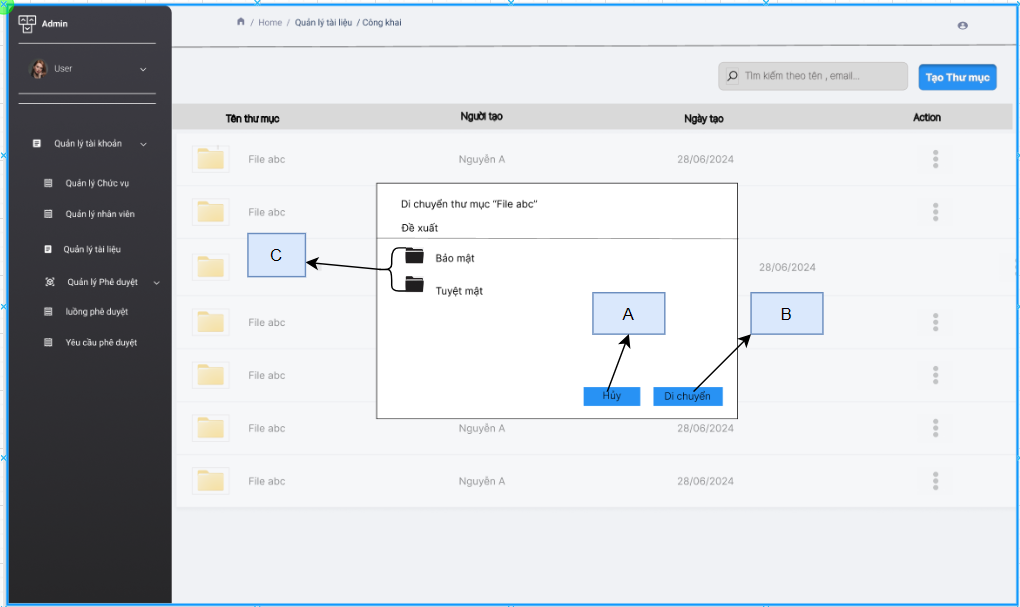 Admin
/ Home / Quản lý tài liệu / Công khai
User
Tìm kiếm theo tên , email...
Tạo Thư mục
Tên thư mục
Người tạo
Ngày tạo
Action
Quản lý tài khoản
Quản lý Chức vụ
Quản lý nhân viên
Quản lý tài liệu
Quản lý Phê duyệt
luồng phê duyệt
Yêu cầu phê duyệt
File abc
Nguyễn A
28/06/2024
File abc
28/06/2024
File abc
File abc
File abc
Nguyễn A
28/06/2024
File abc
Nguyễn A
28/06/2024
Di chuyển thư mục "File abc"
Đề xuất
Bảo mật
Tuyệt mật
C
A
B
Hủy
Di chuyển